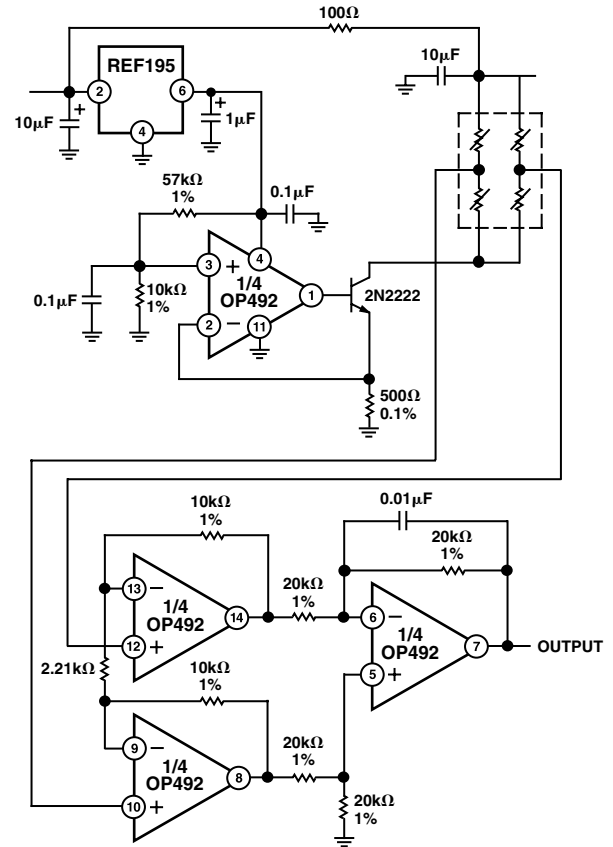 100Ω
REF195
2
6
4
10μF
+
+
1μF
10μF
57kΩ
1%
0.1μF
3
+
4
1/4
OP492
1
2N2222
0.1μF
10kΩ
1%
2
−
11
500Ω
0.1%
10kΩ
1%
0.01μF
20kΩ
1%
13
−
1/4
OP492
14
20kΩ
1%
12
+
6
−
1/4
OP492
7
OUTPUT
5
+
2.21kΩ
10kΩ
1%
9
−
1/4
OP492
8
20kΩ
1%
10
+
20kΩ
1%